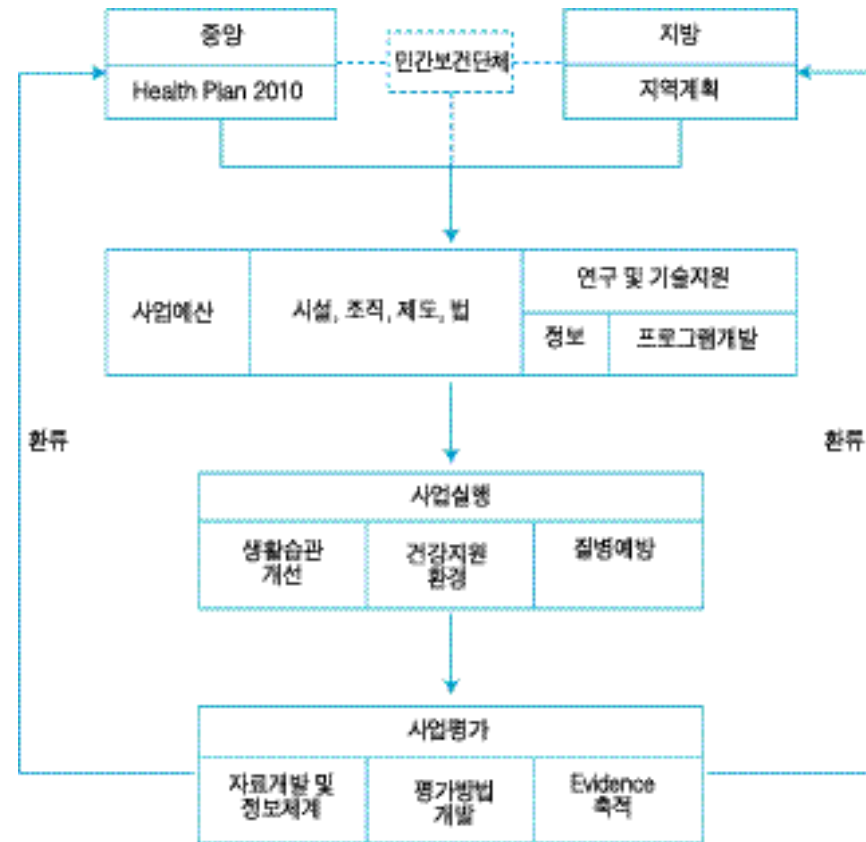 중앙
민간보건단체
지방
Health Plan 2010
지역계획
사업예산
시설, 조직, 제도, 법
연구 및 기술지원
정보
프로그램개발
환류
환류
사업실행
생활습관
개선
건강지원
환경
질병예방
사업평가
자료개발 및
정보체계
평가방법
개발
Evidence
축적